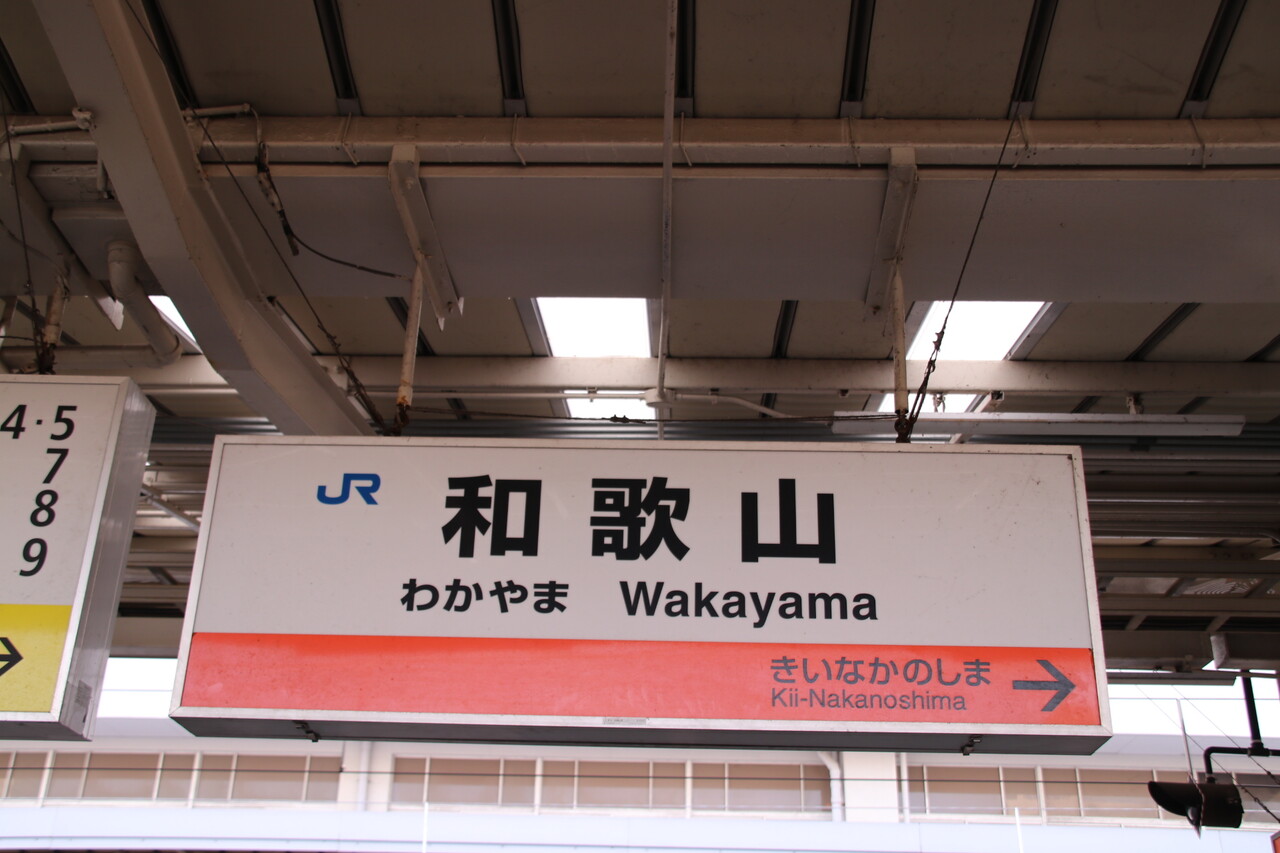 4・5
7
8
9
→
JR
和歌山
わかやま Wakayama
きいなかのしま →
Kii-Nakanoshima